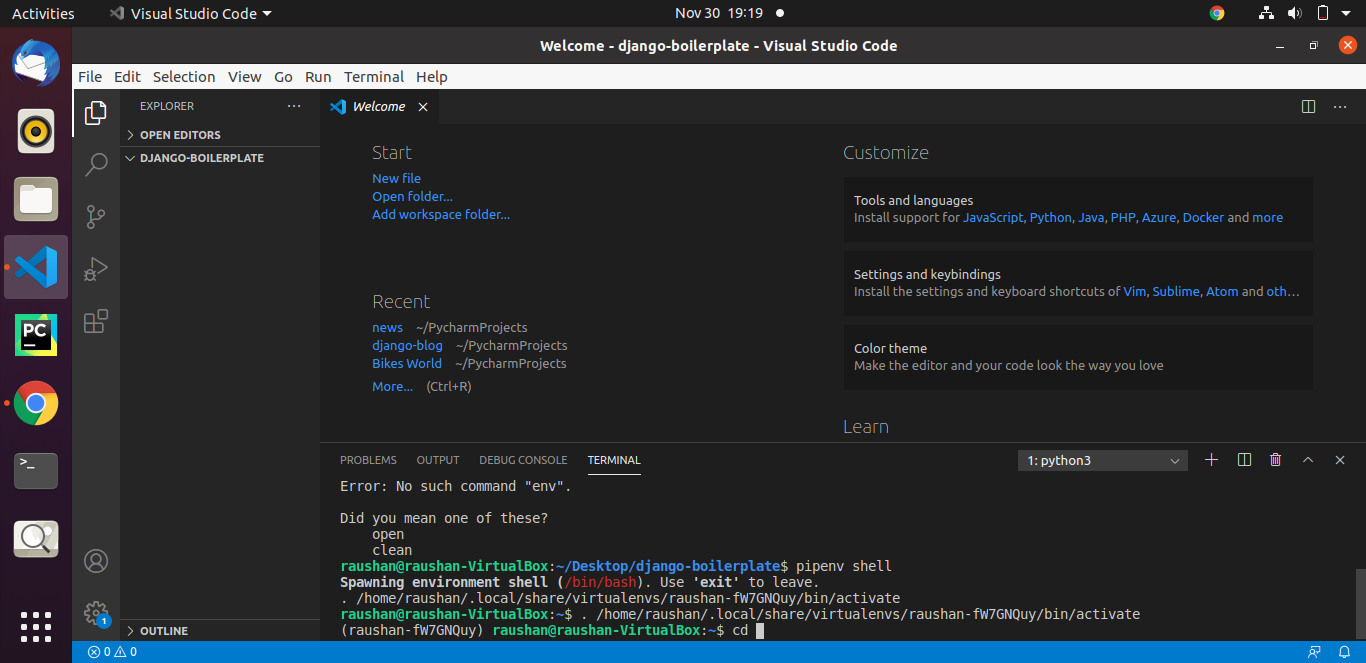 Activities
Visual Studio Code
Nov 30 19:19
Welcome - django-boilerplate - Visual Studio Code
File Edit Selection View Go Run Terminal Help
EXPLORER
OPEN EDITORS
DJANGO-BOILERPLATE
OUTLINE
Welcome
Start
New file
Open folder...
Add workspace folder...
Recent
news ~/PycharmProjects
django-blog ~/PycharmProjects
Bikes World ~/PycharmProjects
More... (Ctrl+R)
Customize
Tools and languages
Install support for JavaScript, Python, Java, PHP, Azure, Docker and more
Settings and keybindings
Install the settings and keyboard shortcuts of Vim, Sublime, Atom and oth...
Color theme
Make the editor and your code look the way you love
Learn
PROBLEMS OUTPUT DEBUG CONSOLE TERMINAL
1: python3
Error: No such command "env".
Did you mean one of these?
open
clean
raushan@raushan-VirtualBox:~/Desktop/django-boilerplate$ pipenv shell
Spawning environment shell (/bin/bash). Use 'exit' to leave.
. /home/raushan/.local/share/virtualenvs/raushan-fW7GNQuy/bin/activate
raushan@raushan-VirtualBox:~$ . /home/raushan/.local/share/virtualenvs/raushan-fW7GNQuy/bin/activate
(raushan-fW7GNQuy) raushan@raushan-VirtualBox:~$ cd
PC
>_
1
0 0